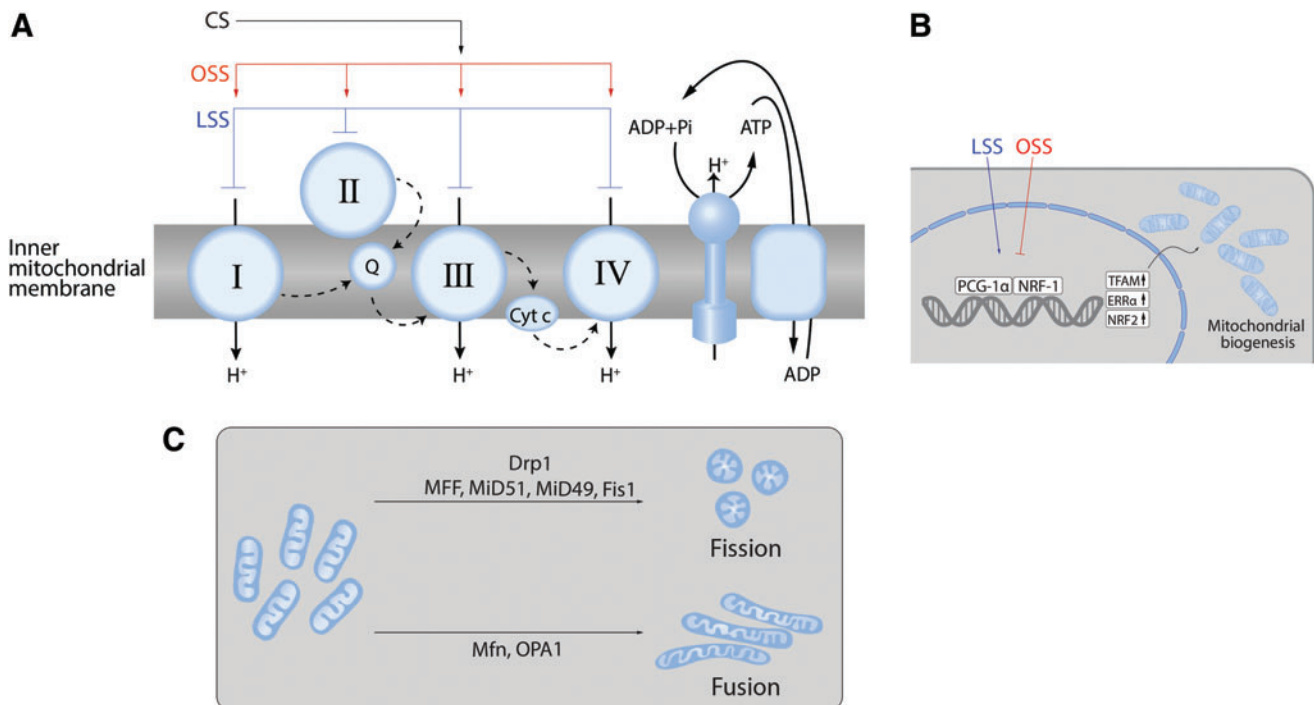 A
CS
OSS
LSS
ADP+Pi
ATP
H⁺
II
Inner
mitochondrial
membrane
I
Q
III
IV
Cyt c
H⁺
H⁺
H⁺
ADP
B
LSS OSS
PCG-1α NRF-1
TFAM
ERRα
NRF2
Mitochondrial
biogenesis
C
Drp1
MFF, MiD51, MiD49, Fis1
Fission
Mfn, OPA1
Fusion